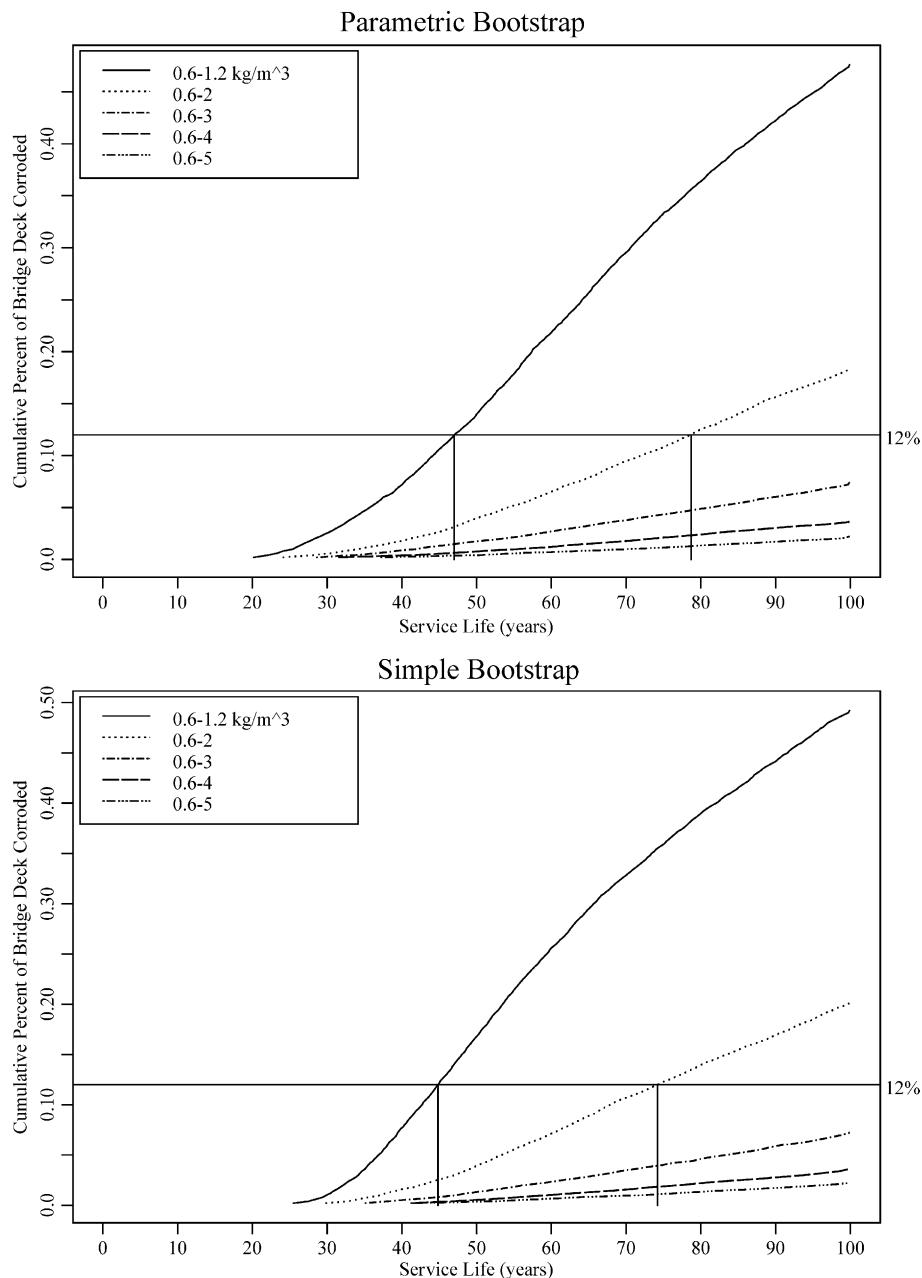 Parametric Bootstrap
0.6-1.2 kg/m^3
0.6-2
0.6-3
0.6-4
0.6-5
Cumulative Percent of Bridge Deck Corroded
0.40
0.30
0.20
0.10
0.0
12%
0 10 20 30 40 50 60 70 80 90 100
Service Life (years)
Simple Bootstrap
0.6-1.2 kg/m^3
0.6-2
0.6-3
0.6-4
0.6-5
Cumulative Percent of Bridge Deck Corroded
0.50
0.40
0.30
0.20
0.10
0.0
12%
0 10 20 30 40 50 60 70 80 90 100
Service Life (years)